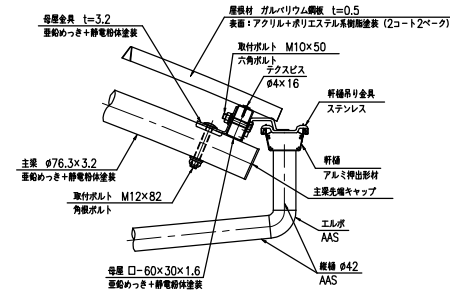 母屋金具 t=3.2
亜鉛めっき＋静電粉体塗装
屋根材 ガルバリウム鋼板 t=0.5
表面：アクリル＋ポリエステル系樹脂塗装（2コート2ベーク）
取付ボルト M10×50
六角ボルト
テクスビス
ø4×16
軒樋吊り金具
ステンレス
主梁 ø76.3×3.2
亜鉛めっき＋静電粉体塗装
軒樋
アルミ押出形材
取付ボルト M12×82
角根ボルト
主梁先端キャップ
エルボ
AAS
母屋 ロ-60×30×1.6
亜鉛めっき＋静電粉体塗装
縦樋 ø42
AAS